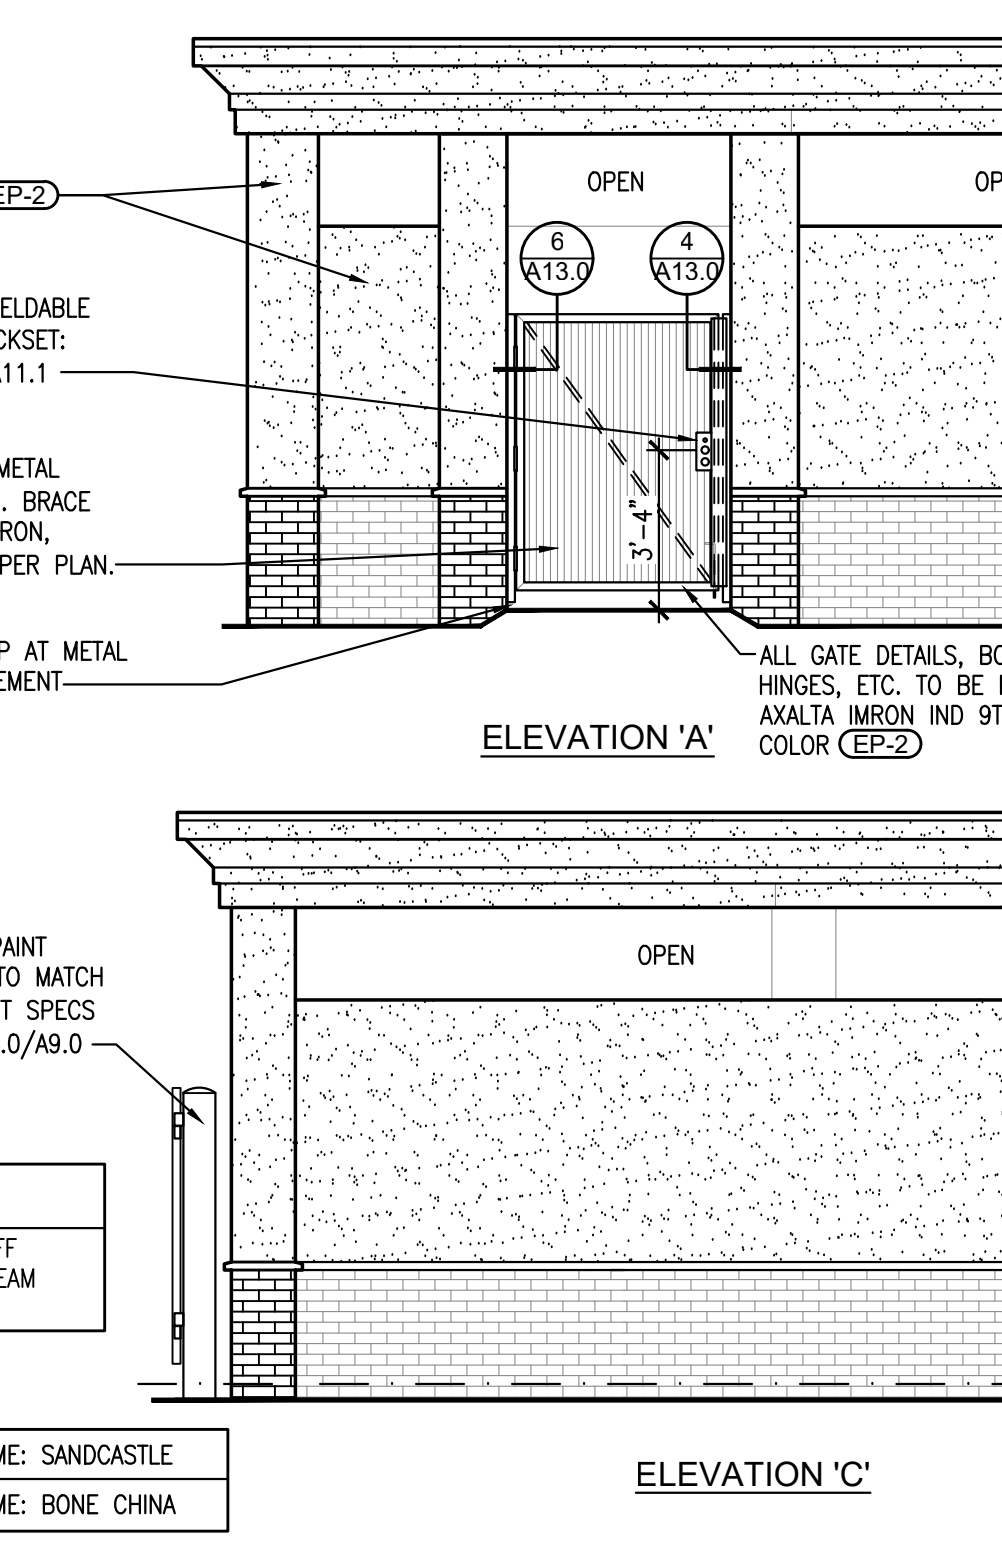 OPEN
OP
EP-2
6
A13.0
4
A13.0
ELDABLE
CKSET:
A11.1
METAL
. BRACE
RON,
PER PLAN.
3'-4"
P AT METAL
EMENT
ALL GATE DETAILS, BO
HINGES, ETC. TO BE
AXALTA IMRON IND 9T
COLOR EP-2
ELEVATION 'A'
OPEN
PAINT
TO MATCH
T SPECS
.0/A9.0
FF
EAM
ME: SANDCASTLE
ME: BONE CHINA
ELEVATION 'C'